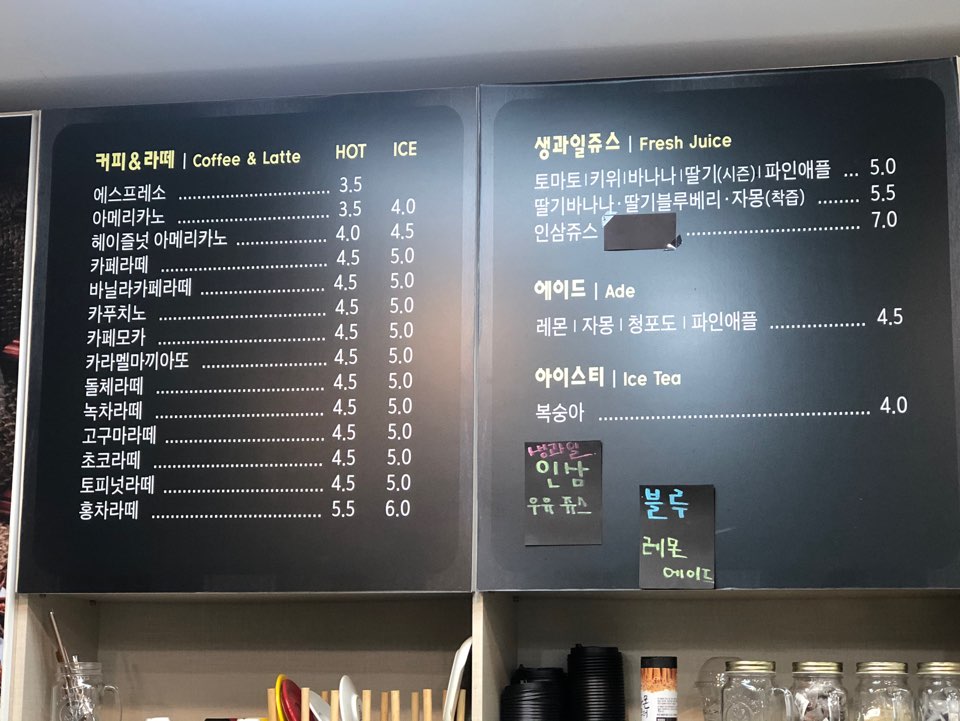 커피&라떼 | Coffee & Latte HOT ICE
에스프레소 3.5
아메리카노 3.5 4.0
헤이즐넛 아메리카노 4.0 4.5
카페라떼 4.5 5.0
바닐라카페라떼 4.5 5.0
카푸치노 4.5 5.0
카페모카 4.5 5.0
카라멜마끼아또 4.5 5.0
돌체라떼 4.5 5.0
녹차라떼 4.5 5.0
고구마라떼 4.5 5.0
초코라떼 4.5 5.0
토피넛라떼 4.5 5.0
홍차라떼 5.5 6.0
생과일쥬스 | Fresh Juice
토마토 | 키위 | 바나나 | 딸기(시즌) | 파인애플 ... 5.0
딸기바나나 · 딸기블루베리 · 자몽(착즙) ........ 5.5
인삼쥬스 7.0
에이드 | Ade
레몬 | 자몽 | 청포도 | 파인애플 4.5
아이스티 | Ice Tea
복숭아 4.0
생과일
인삼
우유 쥬스
블루
레몬
에이드